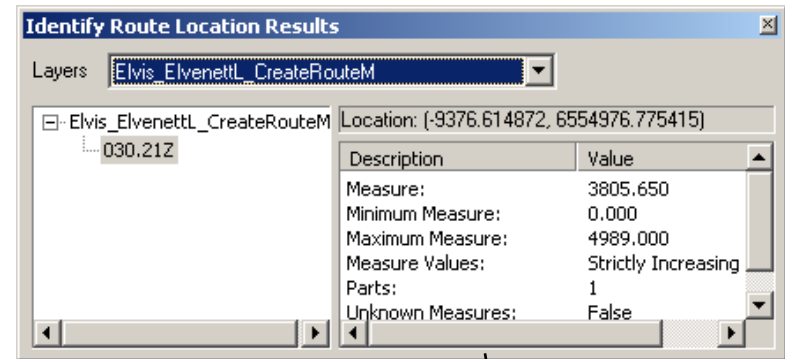 Identify Route Location Results
Layers Elvis_ElvenettL_CreateRouteM
Elvis_ElvenettL_CreateRouteM
030.21Z
Location: (-9376.614872, 6554976.775415)
Description Value
Measure: 3805.650
Minimum Measure: 0.000
Maximum Measure: 4989.000
Measure Values: Strictly Increasing
Parts: 1
Unknown Measures: False